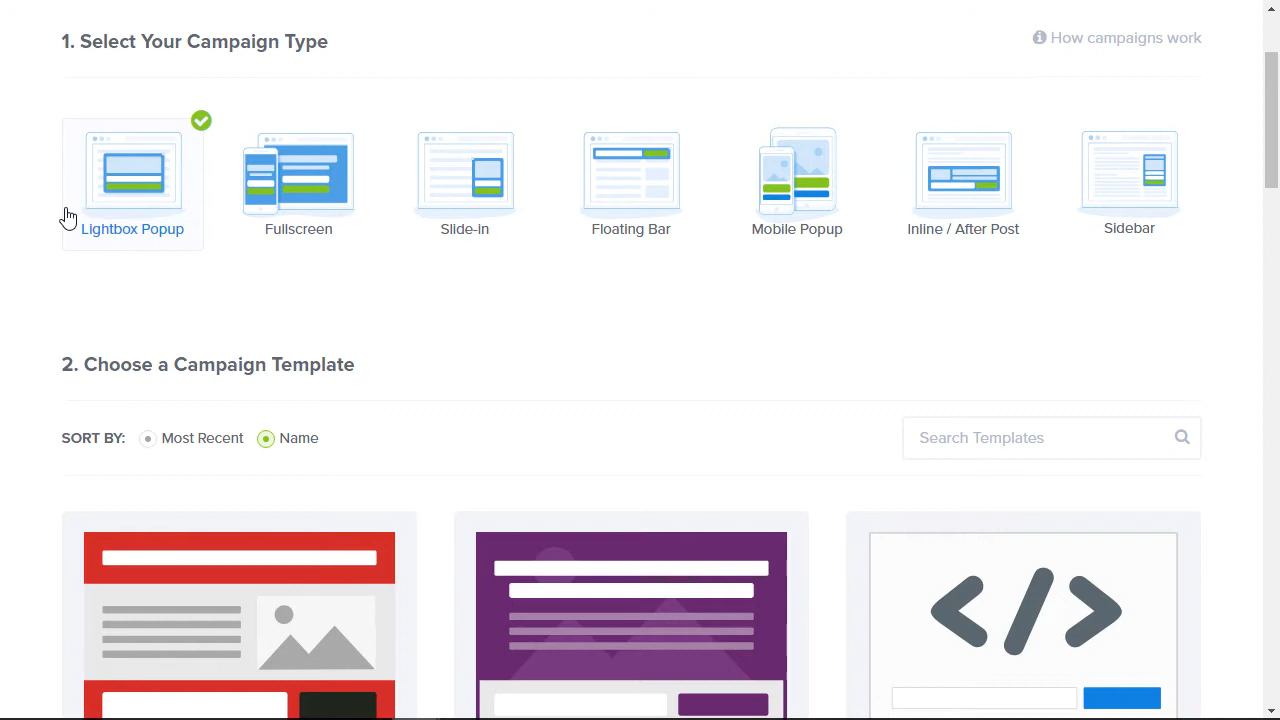 1. Select Your Campaign Type
How campaigns work
Lightbox Popup
Fullscreen
Slide-in
Floating Bar
Mobile Popup
Inline / After Post
Sidebar
2. Choose a Campaign Template
SORT BY: Most Recent Name
Search Templates